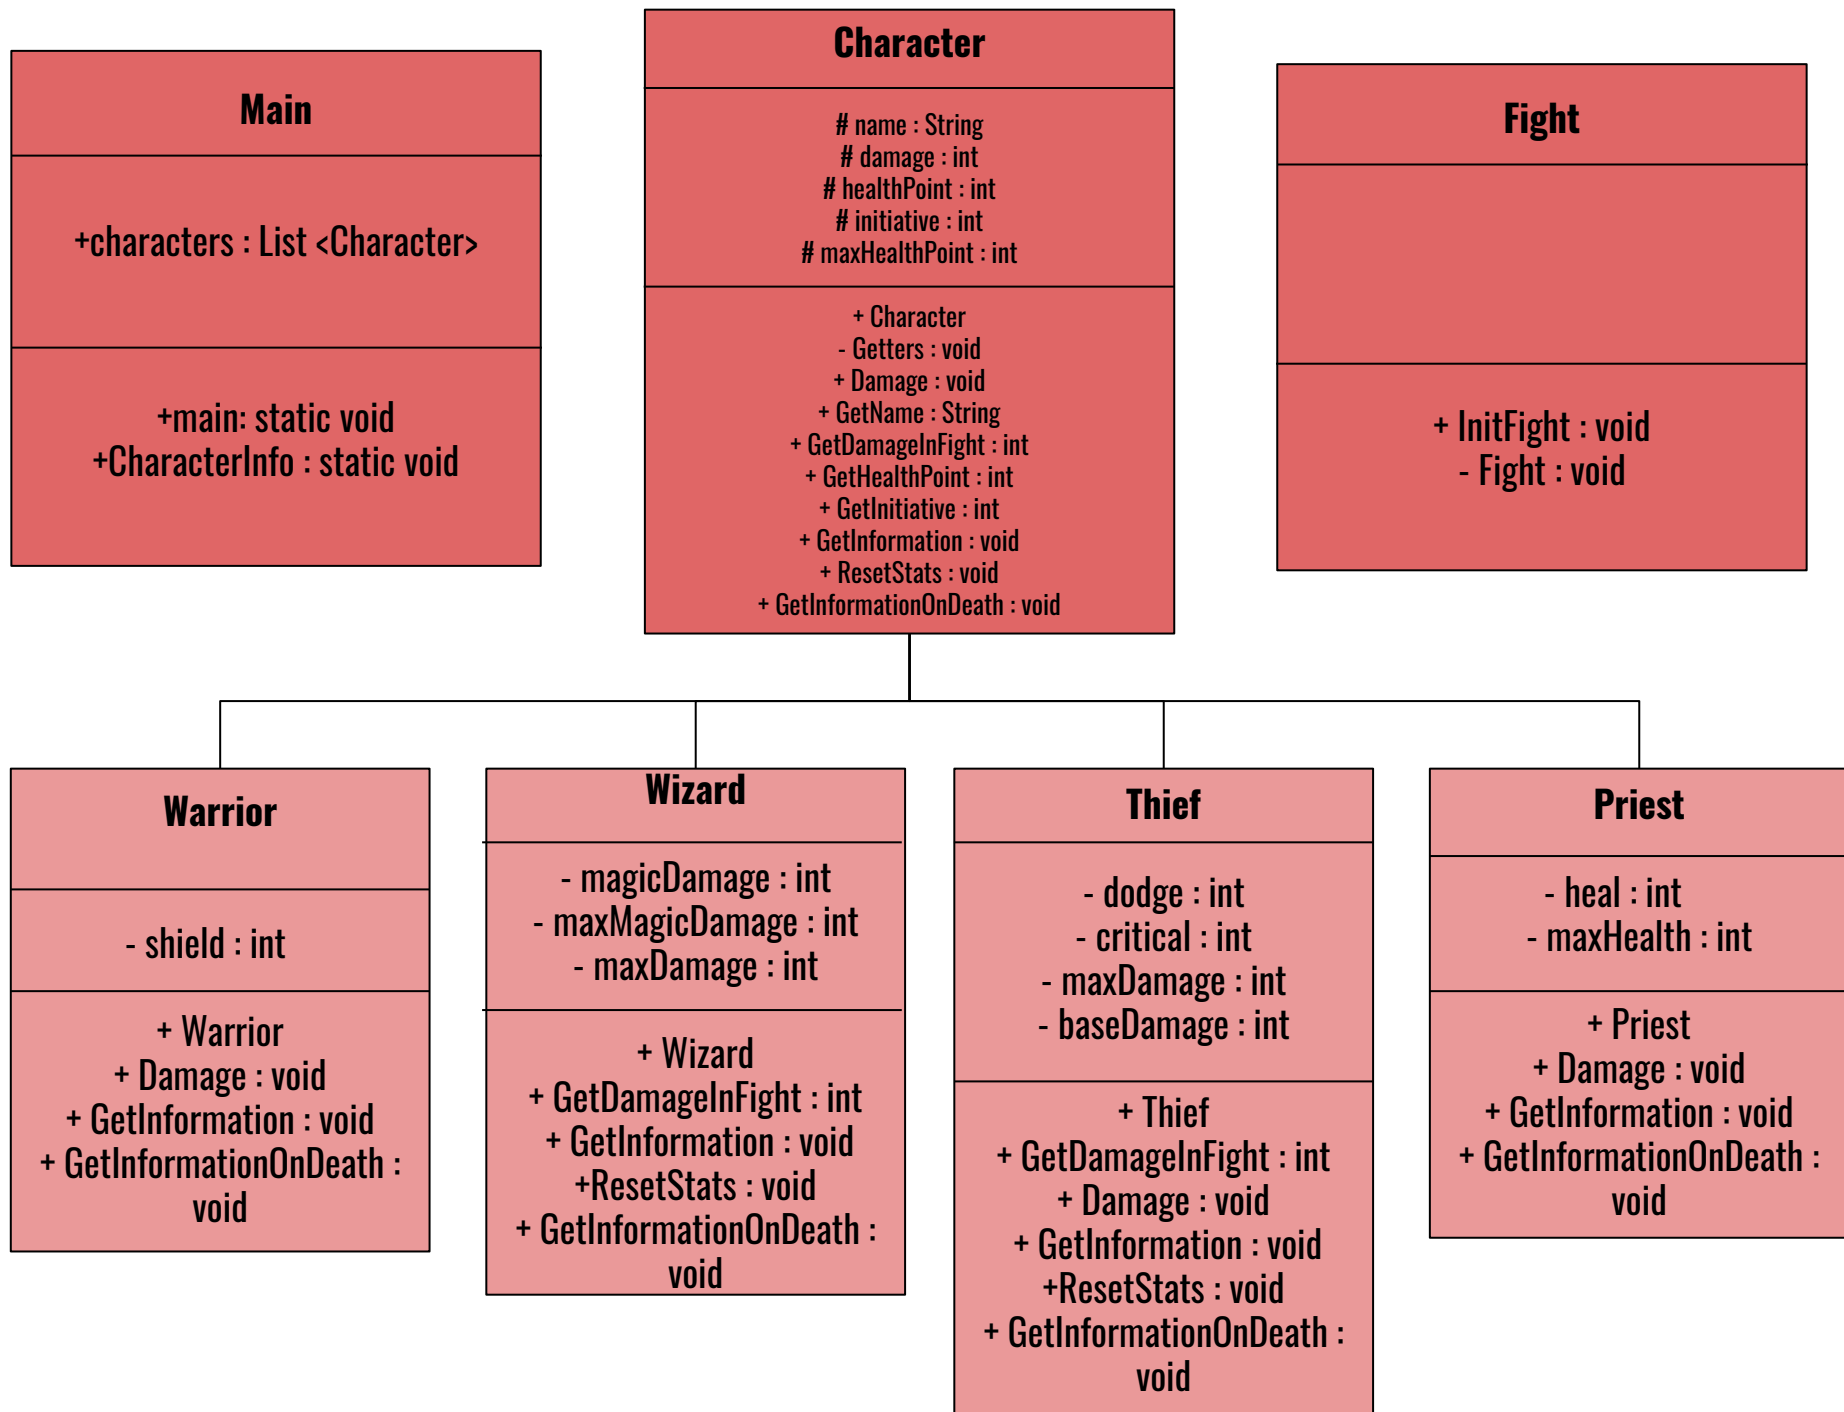 Main
+characters : List <Character>
+main: static void
+CharacterInfo : static void
Character
# name : String
# damage : int
# healthPoint : int
# initiative : int
# maxHealthPoint : int
+ Character
- Getters : void
+ Damage : void
+ GetName : String
+ GetDamageInFight : int
+ GetHealthPoint : int
+ GetInitiative : int
+ GetInformation : void
+ ResetStats : void
+ GetInformationOnDeath : void
Fight
+ InitFight : void
- Fight : void
Warrior
- shield : int
+ Warrior
+ Damage : void
+ GetInformation : void
+ GetInformationOnDeath :
void
Wizard
- magicDamage : int
- maxMagicDamage : int
- maxDamage : int
+ Wizard
+ GetDamageInFight : int
+ GetInformation : void
+ResetStats : void
+ GetInformationOnDeath :
void
Thief
- dodge : int
- critical : int
- maxDamage : int
- baseDamage : int
+ Thief
+ GetDamageInFight : int
+ Damage : void
+ GetInformation : void
+ResetStats : void
+ GetInformationOnDeath :
void
Priest
- heal : int
- maxHealth : int
+ Priest
+ Damage : void
+ GetInformation : void
+ GetInformationOnDeath :
void